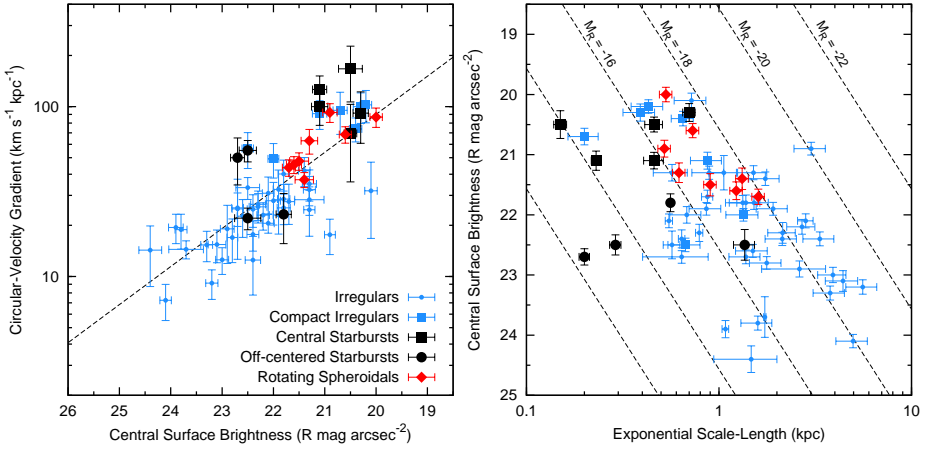 Circular-Velocity Gradient (km s⁻¹ kpc⁻¹)
100
10
Irregulars
Compact Irregulars
Central Starbursts
Off-centered Starbursts
Rotating Spheroidals
26 25 24 23 22 21 20 19
Central Surface Brightness (R mag arcsec⁻²)
Central Surface Brightness (R mag arcsec⁻²)
19
20
21
22
23
24
25
M_R = -16
M_R = -18
M_R = -20
M_R = -22
0.1 1 10
Exponential Scale-Length (kpc)